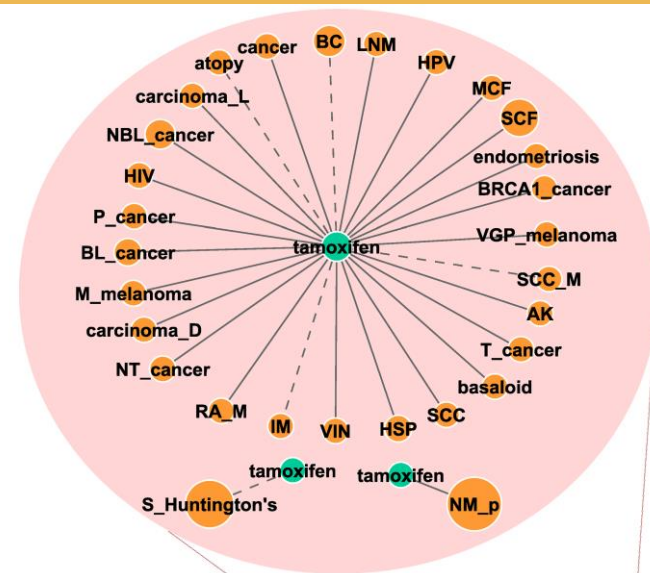 BC
LNM
cancer
atopy
HPV
MCF
carcinoma_L
SCF
NBL_cancer
endometriosis
HIV
BRCA1_cancer
P_cancer
VGP_melanoma
tamoxifen
BL_cancer
SCC_M
M_melanoma
AK
carcinoma_D
T_cancer
NT_cancer
basaloid
RA_M
SCC
IM
VIN
HSP
tamoxifen
tamoxifen
S_Huntington's
NM_p